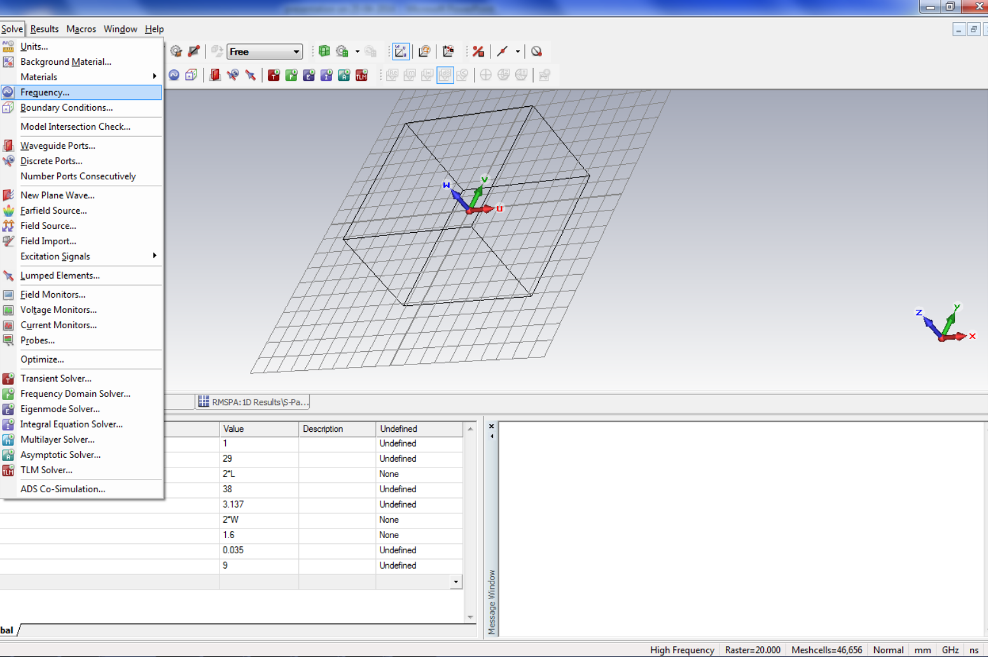 Solve Results Macros Window Help
Units...
Background Material...
Materials
Frequency...
Boundary Conditions...
Model Intersection Check...
Waveguide Ports...
Discrete Ports...
Number Ports Consecutively
New Plane Wave...
Farfield Source...
Field Source...
Field Import...
Excitation Signals
Lumped Elements...
Field Monitors...
Voltage Monitors...
Current Monitors...
Probes...
Optimize...
Transient Solver...
Frequency Domain Solver...
Eigenmode Solver...
Integral Equation Solver...
Multilayer Solver...
Asymptotic Solver...
TLM Solver...
ADS Co-Simulation...
Free
T F E I A TLM
W V U
Z Y X
RMSPA: 1D Results\S-Pa...
Value Description Undefined
1 Undefined
29 Undefined
2*L None
38 Undefined
3.137 Undefined
2*W None
1.6 None
0.035 Undefined
9 Undefined
bal
Message Window
High Frequency Raster=20.000 Meshcells=46,656 Normal mm GHz ns